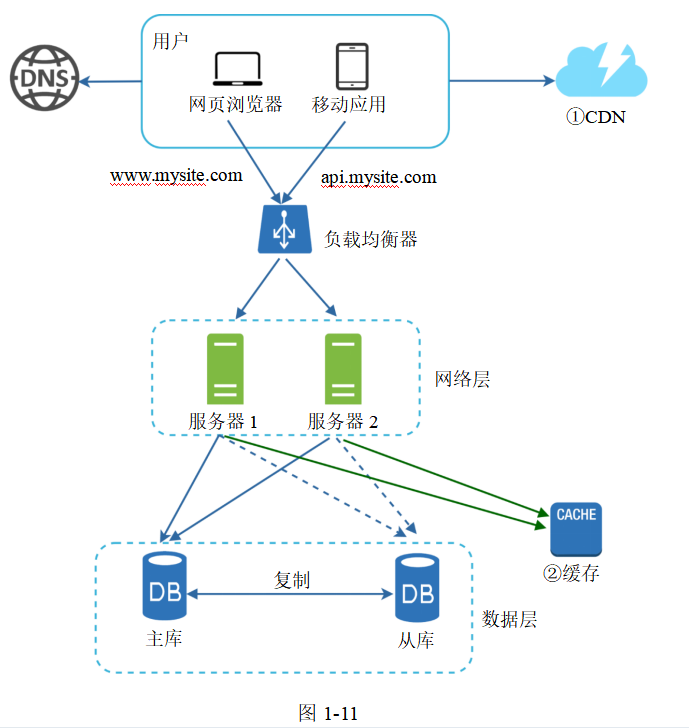 用户
DNS
网页浏览器
移动应用
①CDN
www.mysite.com
api.mysite.com
负载均衡器
网络层
服务器 1
服务器 2
CACHE
②缓存
DB
复制
DB
主库
从库
数据层
图 1-11